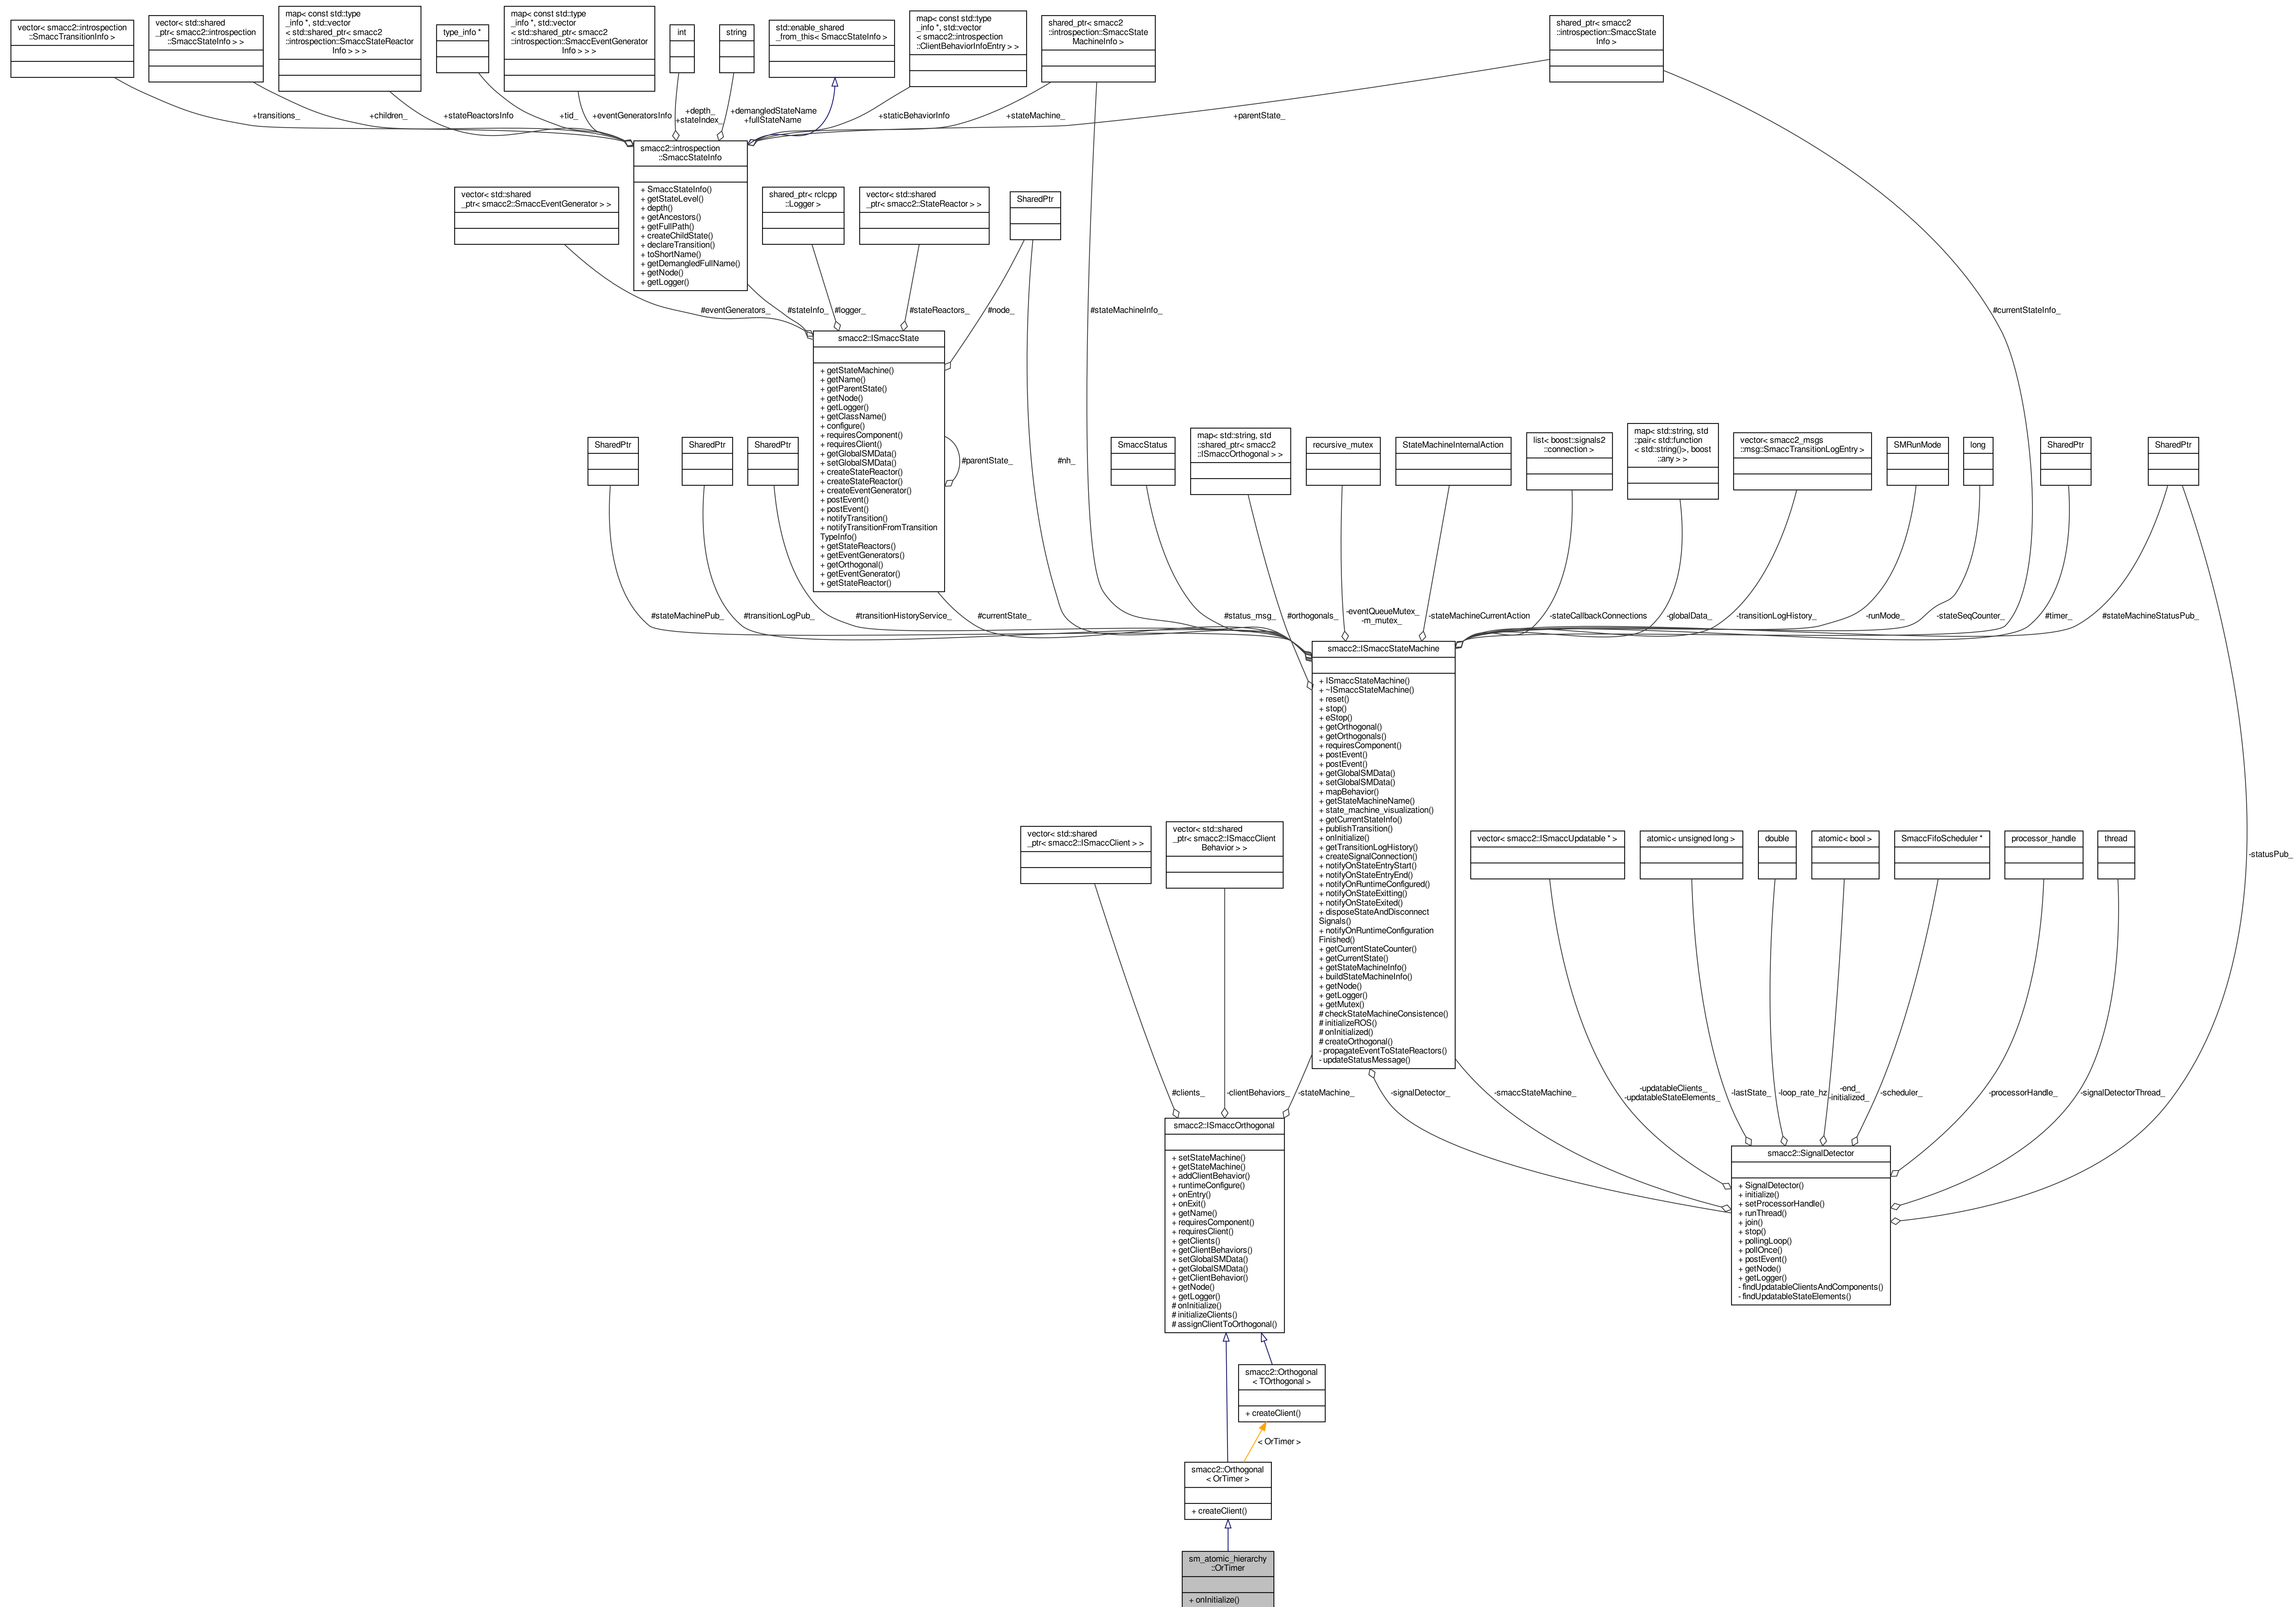 vector< smacc2::introspection
::SmaccTransitionInfo >
vector< std::shared
_ptr< smacc2::introspection
::SmaccStateInfo > >
map< const std::type
_info *, std::vector
< std::shared_ptr< smacc2
::introspection::SmaccStateReactor
Info > > >
type_info *
map< const std::type
_info *, std::vector
< std::shared_ptr< smacc2
::introspection::SmaccEventGenerator
Info > > >
int
string
std::enable_shared
_from_this< SmaccStateInfo >
map< const std::type
_info *, std::vector
< smacc2::introspection
::ClientBehaviorInfoEntry > >
shared_ptr< smacc2
::introspection::SmaccState
MachineInfo >
shared_ptr< smacc2
::introspection::SmaccState
Info >
+transitions_
+children_
+stateReactorsInfo
+tid_
+eventGeneratorsInfo
+depth_
+stateIndex_
+demangledStateName
+fullStateName
+staticBehaviorInfo
+stateMachine_
+parentState_
smacc2::introspection
::SmaccStateInfo
+ SmaccStateInfo()
+ getStateLevel()
+ depth()
+ getAncestors()
+ getFullPath()
+ createChildState()
+ declareTransition()
+ toShortName()
+ getDemangledFullName()
+ getNode()
+ getLogger()
vector< std::shared
_ptr< smacc2::SmaccEventGenerator > >
shared_ptr< rclcpp
::Logger >
vector< std::shared
_ptr< smacc2::StateReactor > >
SharedPtr
#eventGenerators_
#stateInfo_
#logger_
#stateReactors_
#node_
#stateMachineInfo_
#currentStateInfo_
smacc2::ISmaccState
+ getStateMachine()
+ getName()
+ getParentState()
+ getNode()
+ getLogger()
+ getClassName()
+ configure()
+ requiresComponent()
+ requiresClient()
+ getGlobalSMData()
+ setGlobalSMData()
+ createStateReactor()
+ createStateReactor()
+ createEventGenerator()
+ postEvent()
+ postEvent()
+ notifyTransition()
+ notifyTransitionFromTransition
TypeInfo()
+ getStateReactors()
+ getEventGenerators()
+ getOrthogonal()
+ getEventGenerator()
+ getStateReactor()
#parentState_
#nh_
SharedPtr
SharedPtr
SharedPtr
SmaccStatus
map< std::string, std
::shared_ptr< smacc2
::ISmaccOrthogonal > >
recursive_mutex
StateMachineInternalAction
list< boost::signals2
::connection >
map< std::string, std
::pair< std::function
< std::string()>, boost
::any > >
vector< smacc2_msgs
::msg::SmaccTransitionLogEntry >
SMRunMode
long
SharedPtr
SharedPtr
#stateMachinePub_
#transitionLogPub_
#transitionHistoryService_
#currentState_
#status_msg_
#orthogonals_
-eventQueueMutex_
-m_mutex_
-stateMachineCurrentAction
-stateCallbackConnections
-globalData_
-transitionLogHistory_
-runMode_
-stateSeqCounter_
#timer_
#stateMachineStatusPub_
smacc2::ISmaccStateMachine
+ ISmaccStateMachine()
+ ~ISmaccStateMachine()
+ reset()
+ stop()
+ eStop()
+ getOrthogonal()
+ getOrthogonals()
+ requiresComponent()
+ postEvent()
+ postEvent()
+ getGlobalSMData()
+ setGlobalSMData()
+ mapBehavior()
+ getStateMachineName()
+ state_machine_visualization()
+ getCurrentStateInfo()
+ publishTransition()
+ onInitialize()
+ getTransitionLogHistory()
+ createSignalConnection()
+ notifyOnStateEntryStart()
+ notifyOnStateEntryEnd()
+ notifyOnRuntimeConfigured()
+ notifyOnStateExitting()
+ notifyOnStateExited()
+ disposeStateAndDisconnect
Signals()
+ notifyOnRuntimeConfiguration
Finished()
+ getCurrentStateCounter()
+ getCurrentState()
+ getStateMachineInfo()
+ buildStateMachineInfo()
+ getNode()
+ getLogger()
+ getMutex()
# checkStateMachineConsistence()
# initializeROS()
# onInitialized()
# createOrthogonal()
- propagateEventToStateReactors()
- updateStatusMessage()
vector< std::shared
_ptr< smacc2::ISmaccClient > >
vector< std::shared
_ptr< smacc2::ISmaccClient
Behavior > >
vector< smacc2::ISmaccUpdatable * >
atomic< unsigned long >
double
atomic< bool >
SmaccFifoScheduler *
processor_handle
thread
-statusPub_
#clients_
-clientBehaviors_
-stateMachine_
-signalDetector_
-smaccStateMachine_
-updatableClients_
-updatableStateElements_
-lastState_
-loop_rate_hz
-end_
-initialized_
-scheduler_
-processorHandle_
-signalDetectorThread_
smacc2::ISmaccOrthogonal
+ setStateMachine()
+ getStateMachine()
+ addClientBehavior()
+ runtimeConfigure()
+ onEntry()
+ onExit()
+ getName()
+ requiresComponent()
+ requiresClient()
+ getClients()
+ getClientBehaviors()
+ setGlobalSMData()
+ getGlobalSMData()
+ getClientBehavior()
+ getNode()
+ getLogger()
# onInitialize()
# initializeClients()
# assignClientToOrthogonal()
smacc2::SignalDetector
+ SignalDetector()
+ initialize()
+ setProcessorHandle()
+ runThread()
+ join()
+ stop()
+ pollingLoop()
+ pollOnce()
+ postEvent()
+ getNode()
+ getLogger()
- findUpdatableClientsAndComponents()
- findUpdatableStateElements()
smacc2::Orthogonal
< TOrthogonal >
+ createClient()
< OrTimer >
smacc2::Orthogonal
< OrTimer >
+ createClient()
sm_atomic_hierarchy
::OrTimer
+ onInitialize()